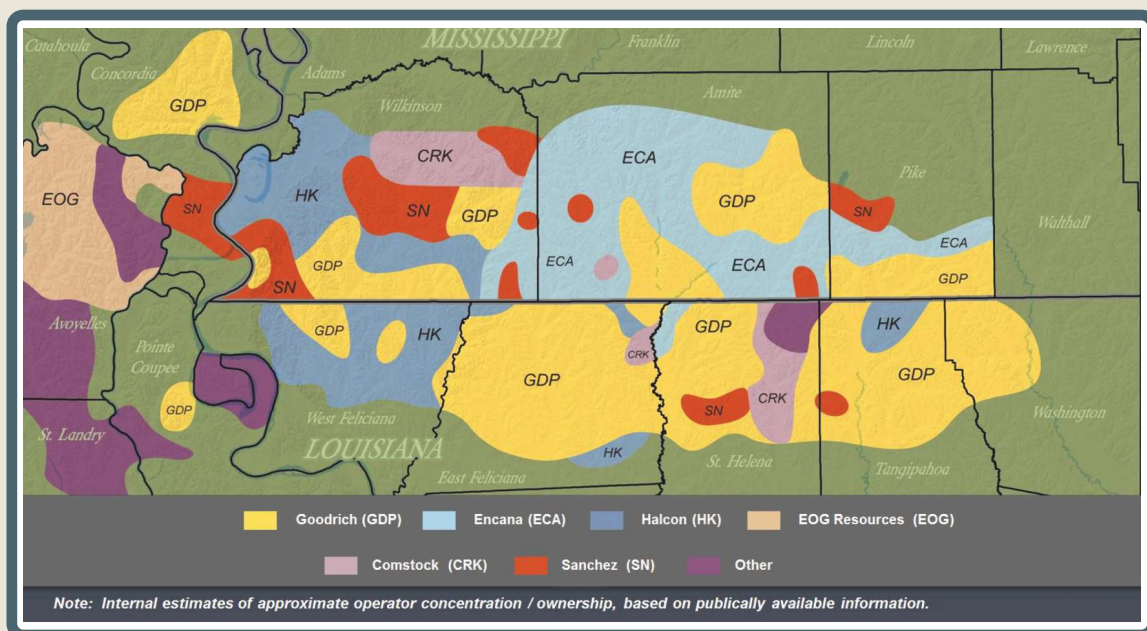 MISSISSIPPI
Franklin
Lincoln
Lawrence
Catahoula
Concordia
Adams
Wilkinson
Amite
Pike
Walthall
GDP
CRK
ECA
EOG
SN
HK
SN
GDP
GDP
SN
ECA
ECA
GDP
SN
GDP
ECA
GDP
Avoyelles
Pointe
Coupee
GDP
HK
GDP
CRK
GDP
HK
GDP
SN
CRK
GDP
West Feliciana
Washington
St. Landry
LOUISIANA
HK
East Feliciana
St. Helena
Tangipahoa
Goodrich (GDP)
Encana (ECA)
Halcon (HK)
EOG Resources (EOG)
Comstock (CRK)
Sanchez (SN)
Other
Note: Internal estimates of approximate operator concentration / ownership, based on publically available information.